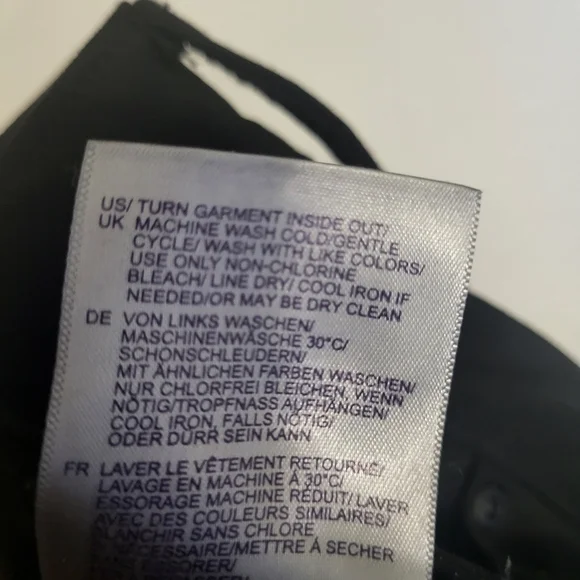 US/ TURN GARMENT INSIDE OUT/
UK MACHINE WASH COLD/GENTLE
CYCLE/ WASH WITH LIKE COLORS/
USE ONLY NON-CHLORINE
BLEACH/ LINE DRY/ COOL IRON IF
NEEDED/OR MAY BE DRY CLEAN
DE VON LINKS WASCHEN/
MASCHINENWÄSCHE 30°C/
SCHONSCHLEUDERN/
MIT ÄHNLICHEN FARBEN WASCHEN/
NUR CHLORFREI BLEICHEN, WENN
NÖTIG/TROPFNASS AUFHÄNGEN/
COOL IRON, FALLS NÖTIG/
ODER DÜRR SEIN KANN
FR LAVER LE VÊTEMENT RETOURNÉ/
LAVAGE EN MACHINE À 30°C/
ESSORAGE MACHINE RÉDUIT/ LAVER
AVEC DES COULEURS SIMILAIRES/
BLANCHIR SANS CHLORE
NÉCESSAIRE/METTRE À SÉCHER